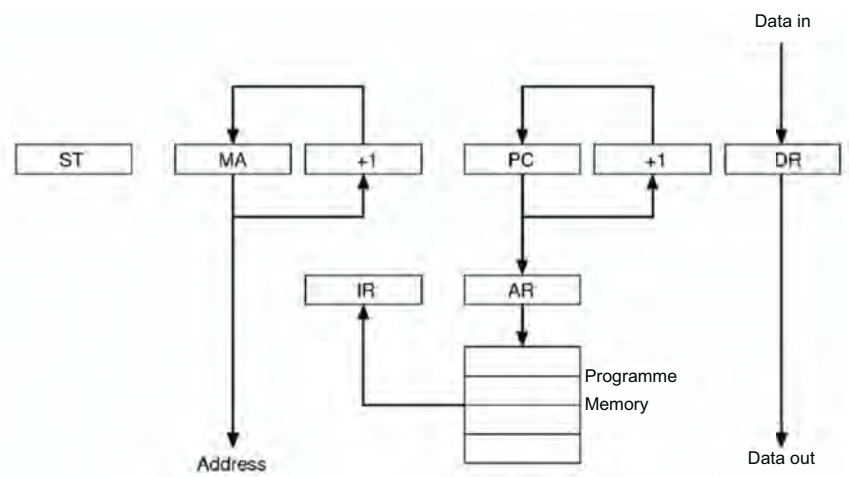 Data in
ST
MA
+1
PC
+1
DR
IR
AR
Programme
Memory
Address
Data out